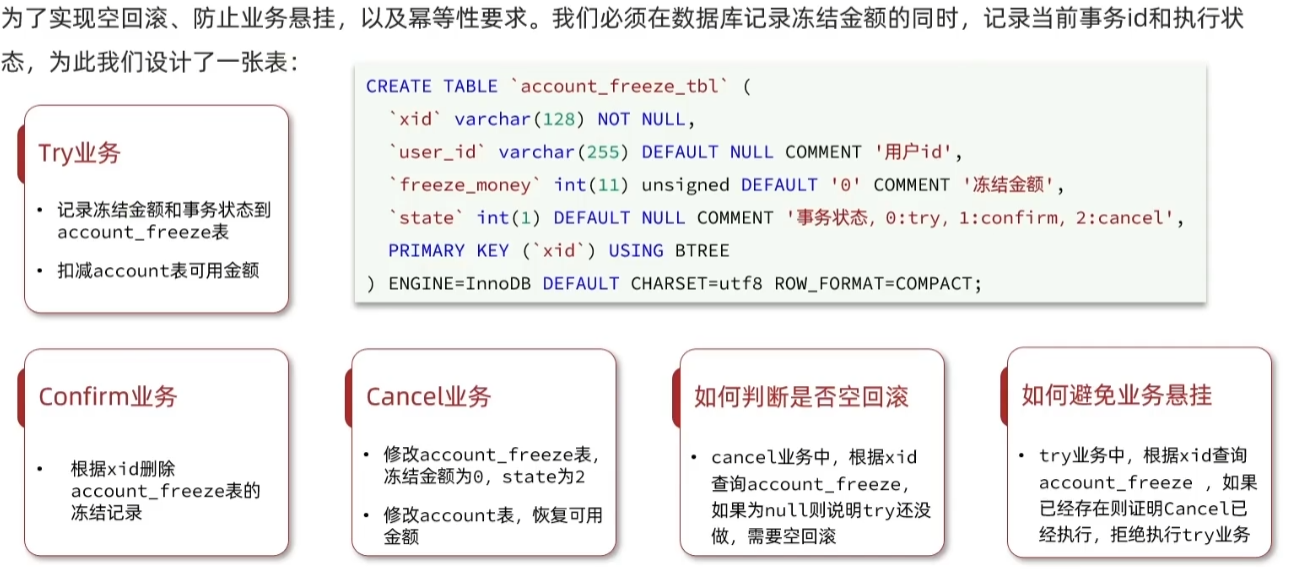 为了实现空回滚、防止业务悬挂，以及幂等性要求。我们必须在数据库记录冻结金额的同时，记录当前事务id和执行状
态，为此我们设计了一张表：
CREATE TABLE `account_freeze_tbl` (
`xid` varchar(128) NOT NULL,
`user_id` varchar(255) DEFAULT NULL COMMENT '用户id',
`freeze_money` int(11) unsigned DEFAULT '0' COMMENT '冻结金额',
`state` int(1) DEFAULT NULL COMMENT '事务状态，0:try，1:confirm，2:cancel',
PRIMARY KEY (`xid`) USING BTREE
) ENGINE=InnoDB DEFAULT CHARSET=utf8 ROW_FORMAT=COMPACT;
Try业务
• 记录冻结金额和事务状态到
account_freeze表
• 扣减account表可用金额
Confirm业务
• 根据xid删除
account_freeze表的
冻结记录
Cancel业务
• 修改account_freeze表，
冻结金额为0，state为2
• 修改account表，恢复可用
金额
如何判断是否空回滚
• cancel业务中，根据xid
查询account_freeze，
如果为null则说明try还没
做，需要空回滚
如何避免业务悬挂
• try业务中，根据xid查询
account_freeze ，如果
已经存在则证明Cancel已
经执行，拒绝执行try业务